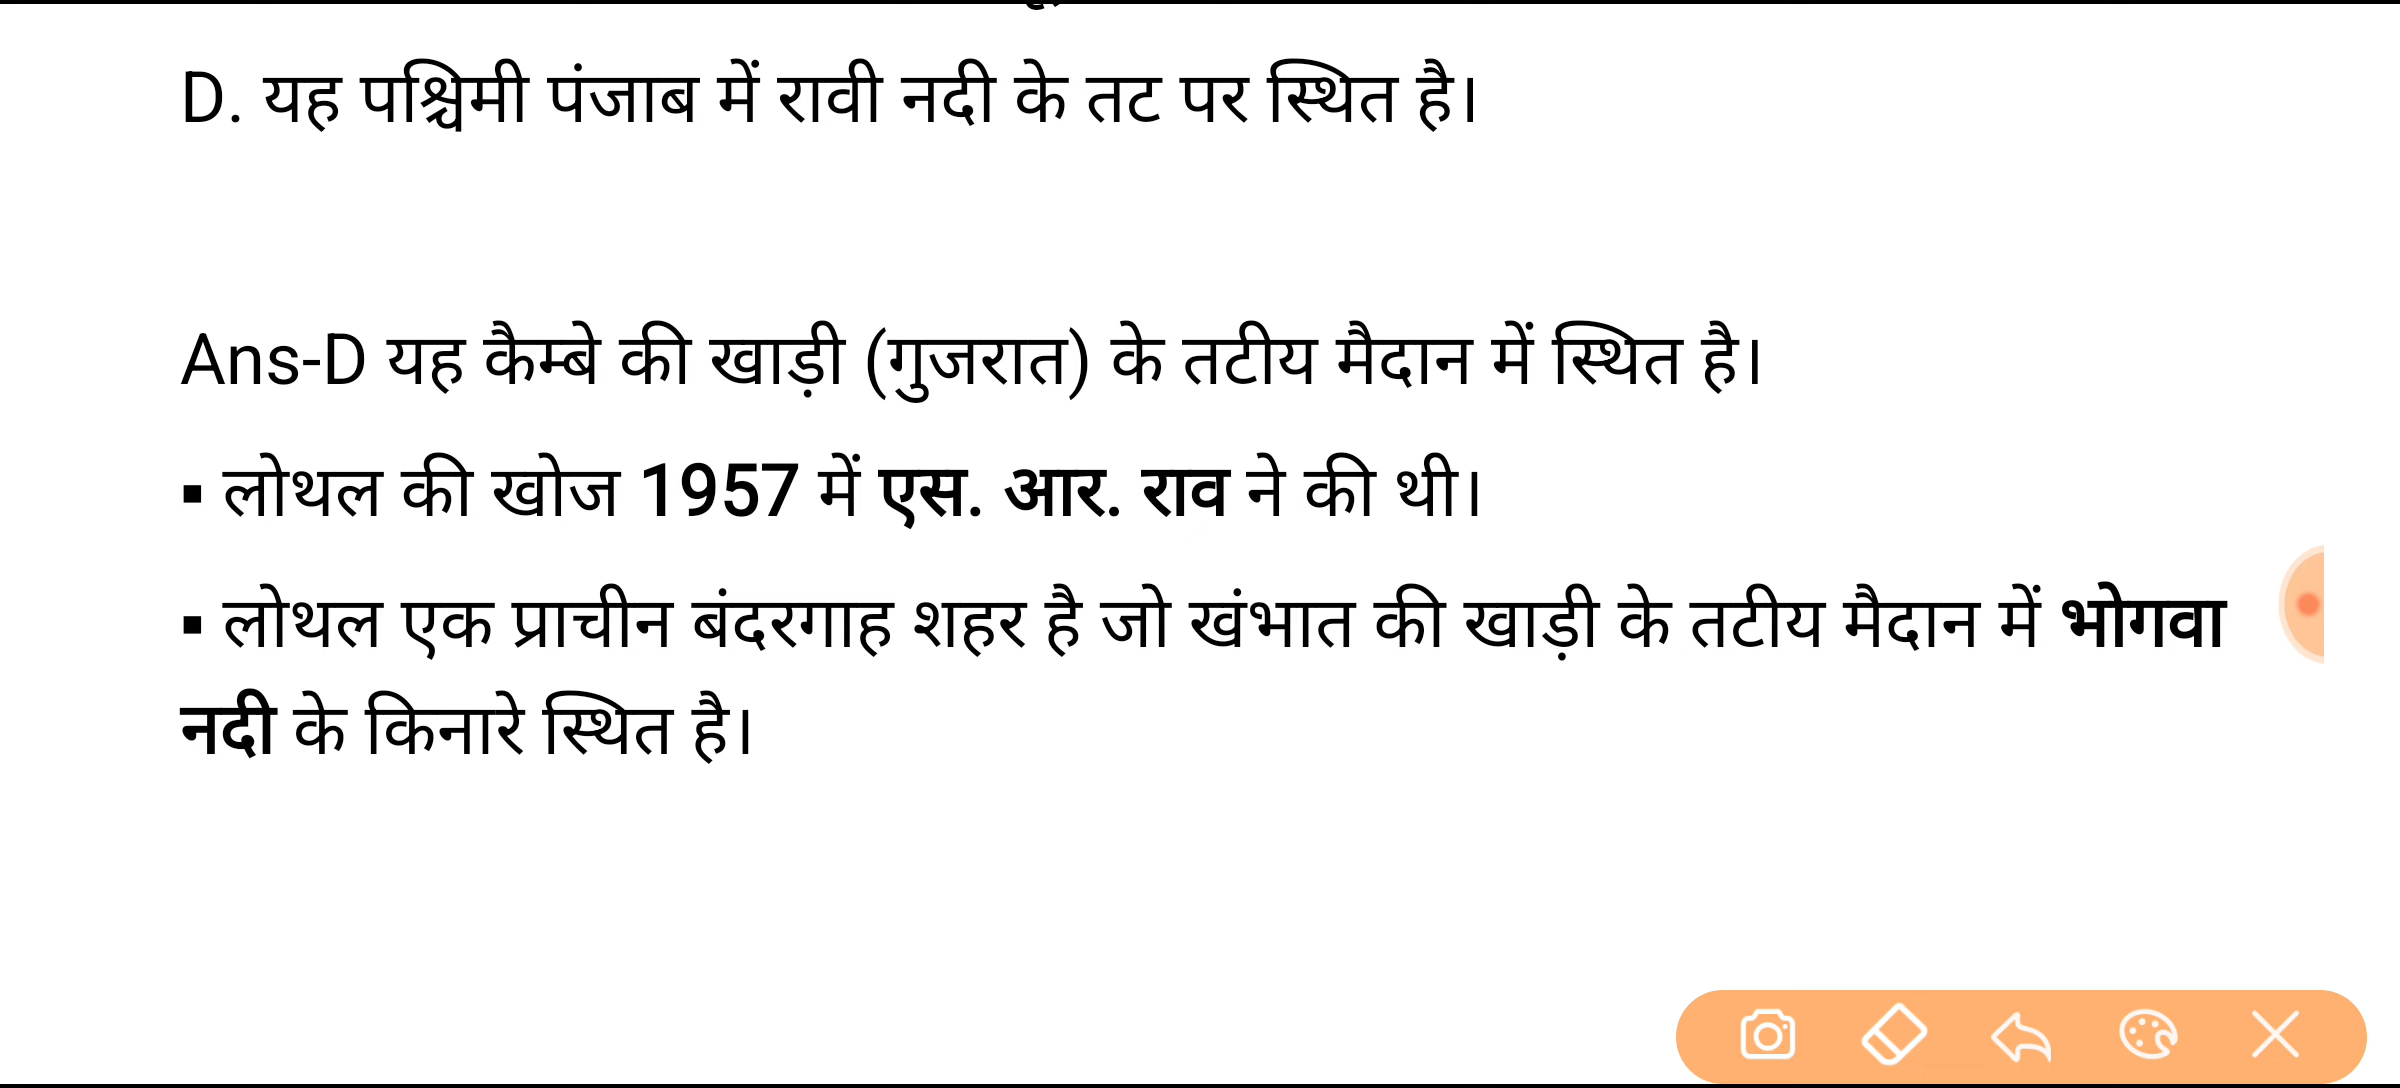 D. यह पश्चिमी पंजाब में रावी नदी के तट पर स्थित है।
Ans-D यह कैम्बे की खाड़ी (गुजरात) के तटीय मैदान में स्थित है।
▪ लोथल की खोज 1957 में एस. आर. राव ने की थी।
▪ लोथल एक प्राचीन बंदरगाह शहर है जो खंभात की खाड़ी के तटीय मैदान में भोगवा
नदी के किनारे स्थित है।